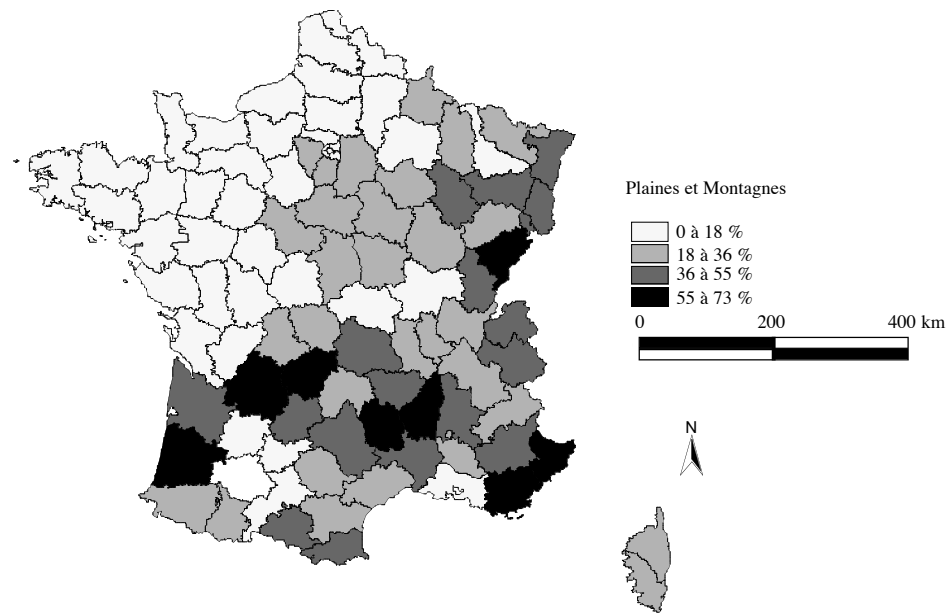 Plaines et Montagnes
0 à 18 %
18 à 36 %
36 à 55 %
55 à 73 %
0 200 400 km
N